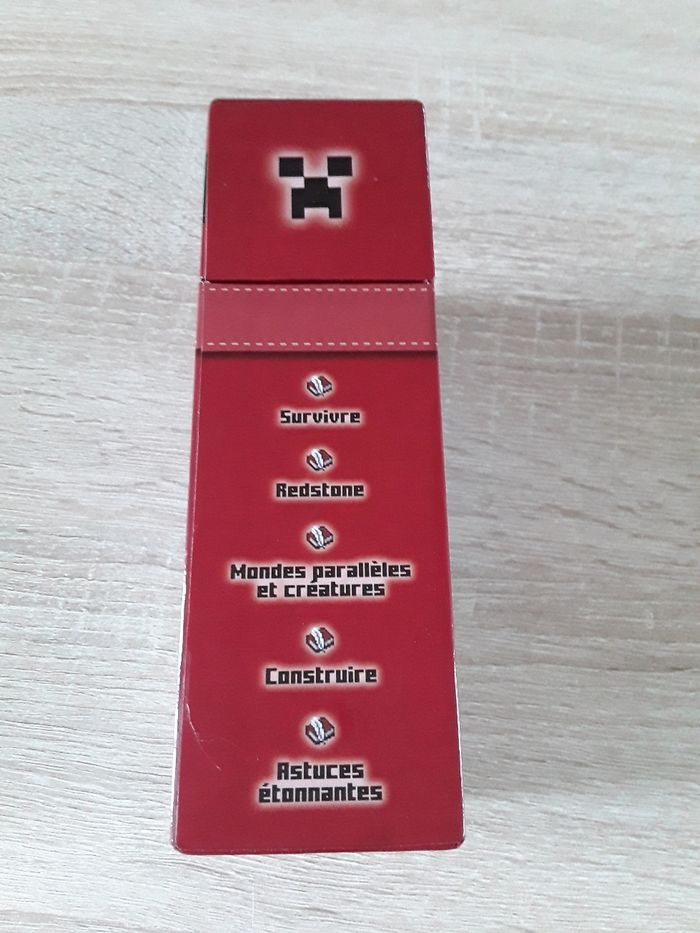 Survivre
Redstone
Mondes parallèles
et créatures
Construire
Astuces
étonnantes